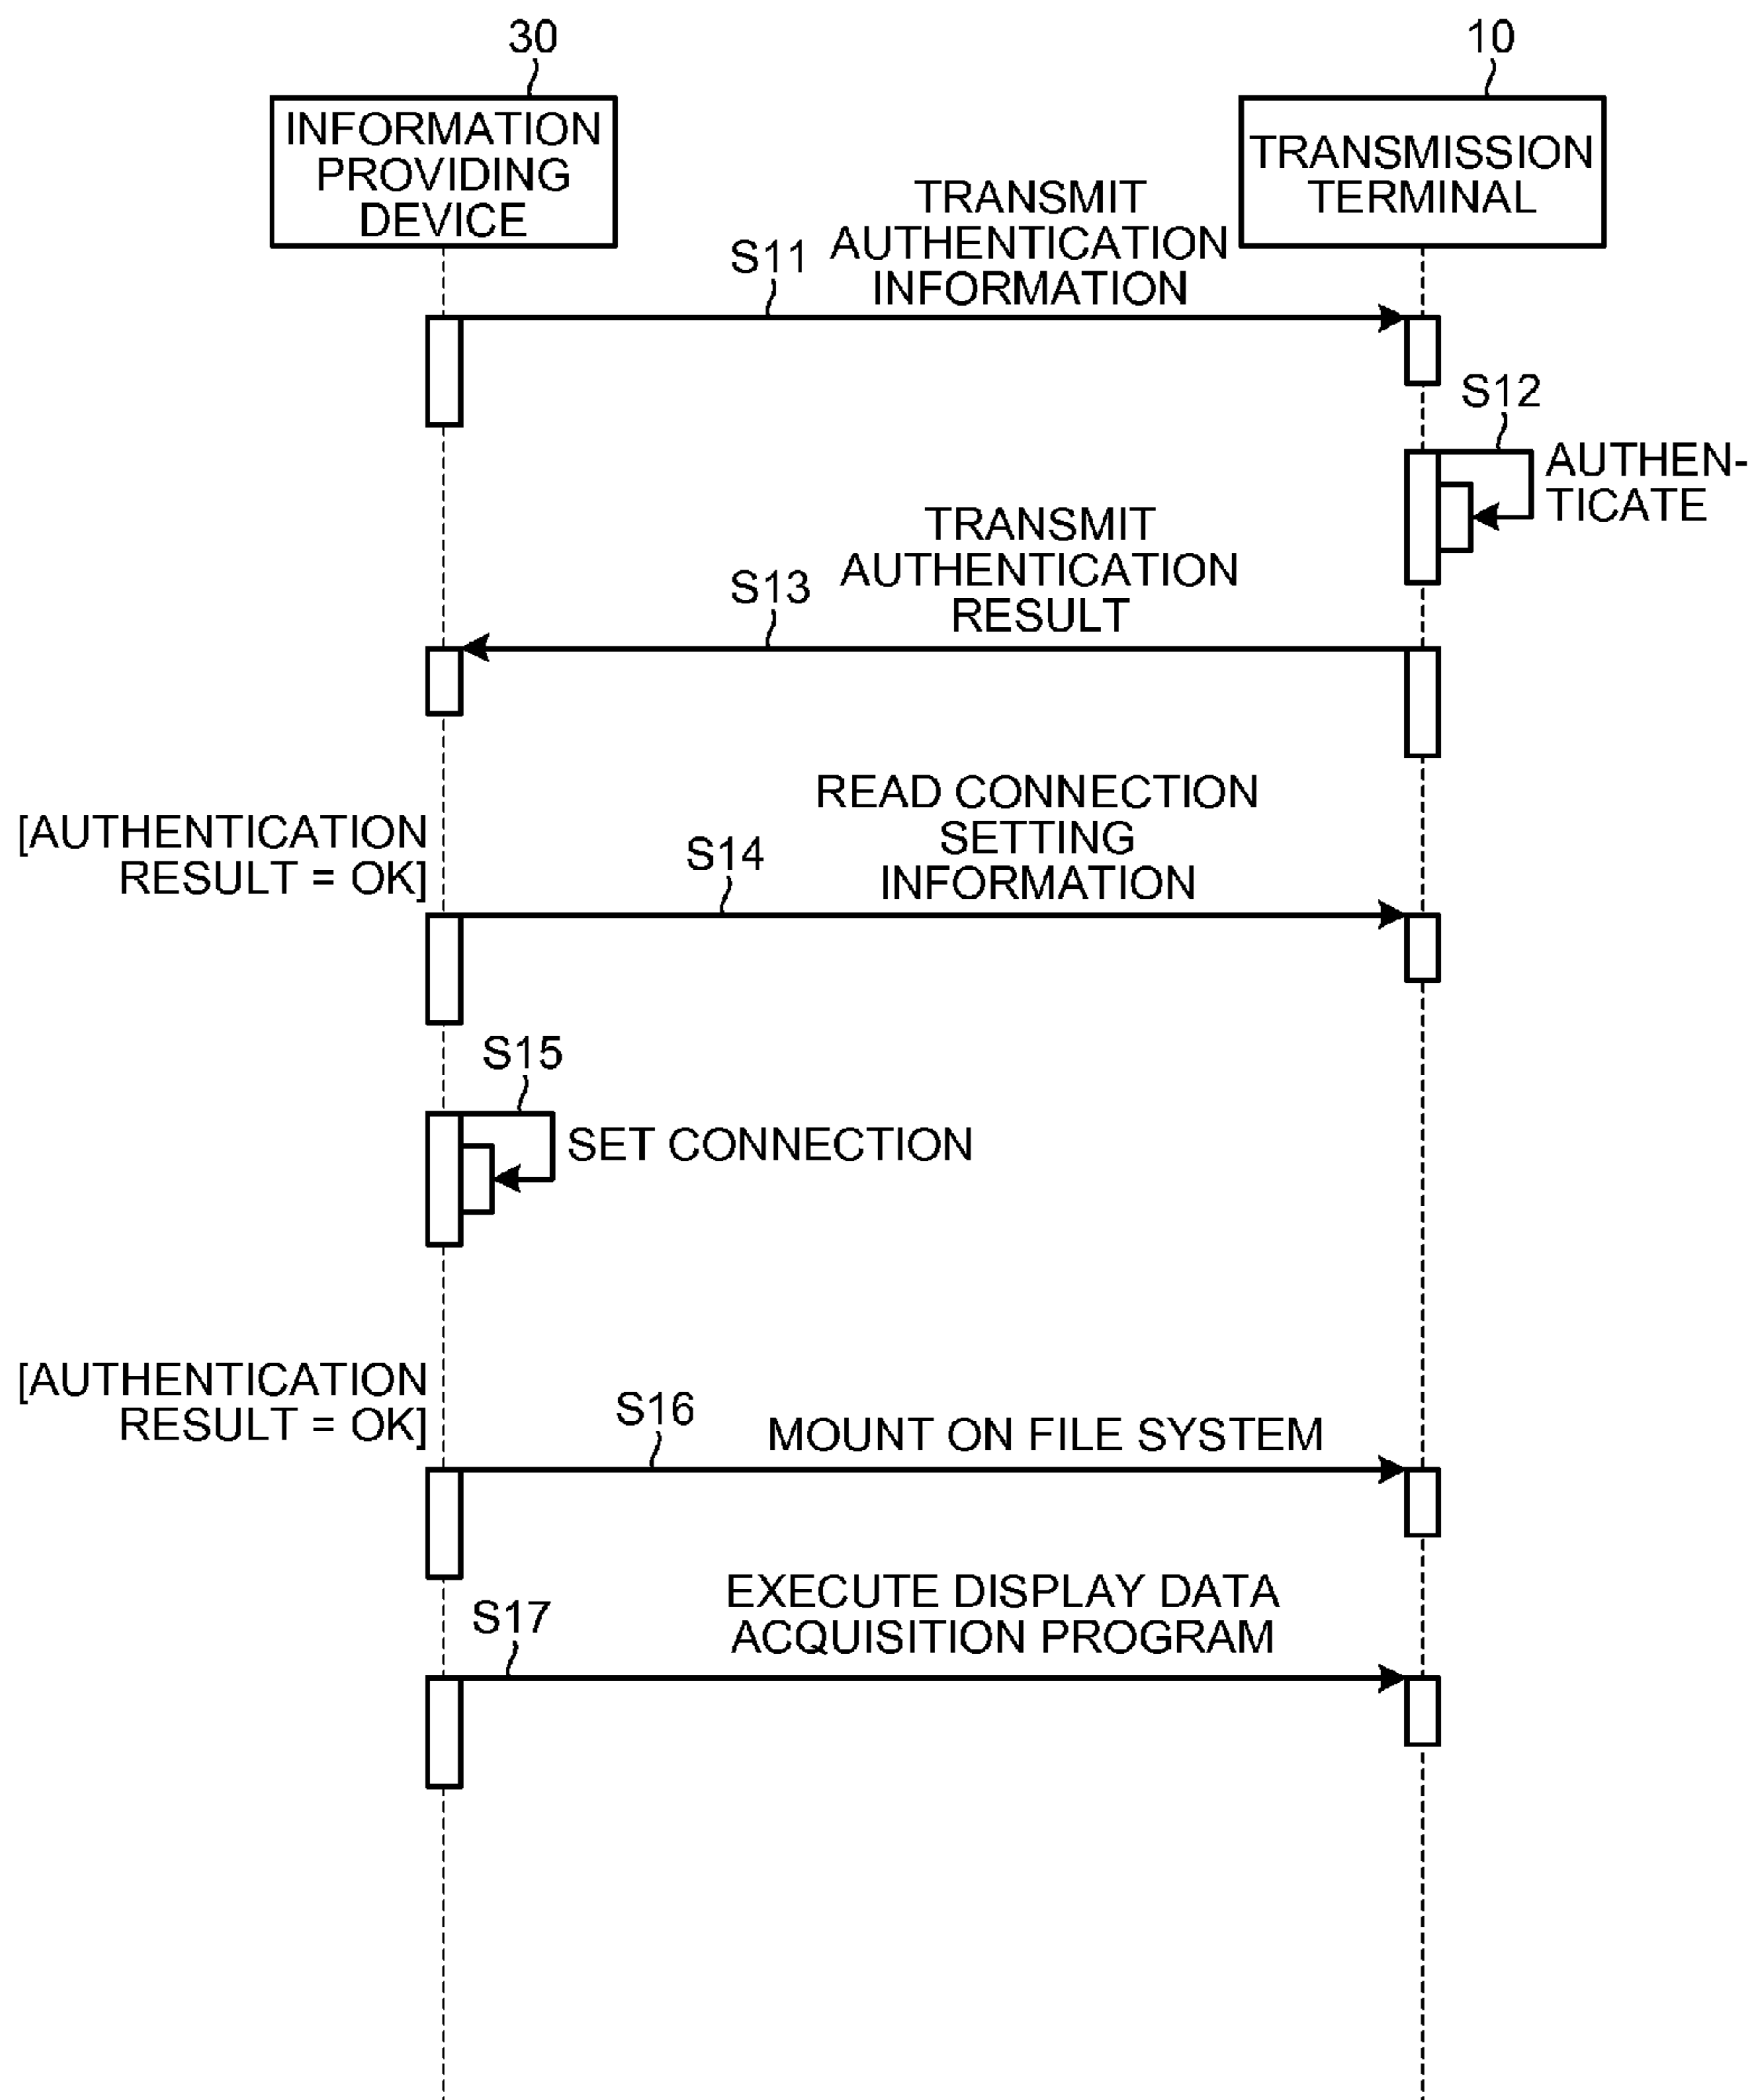 30
10
INFORMATION
PROVIDING
DEVICE
TRANSMISSION
TERMINAL
S11
TRANSMIT
AUTHENTICATION
INFORMATION
S12
AUTHEN-
TICATE
S13
TRANSMIT
AUTHENTICATION
RESULT
[AUTHENTICATION
RESULT = OK]
S14
READ CONNECTION
SETTING
INFORMATION
S15
SET CONNECTION
[AUTHENTICATION
RESULT = OK]
S16
MOUNT ON FILE SYSTEM
S17
EXECUTE DISPLAY DATA
ACQUISITION PROGRAM